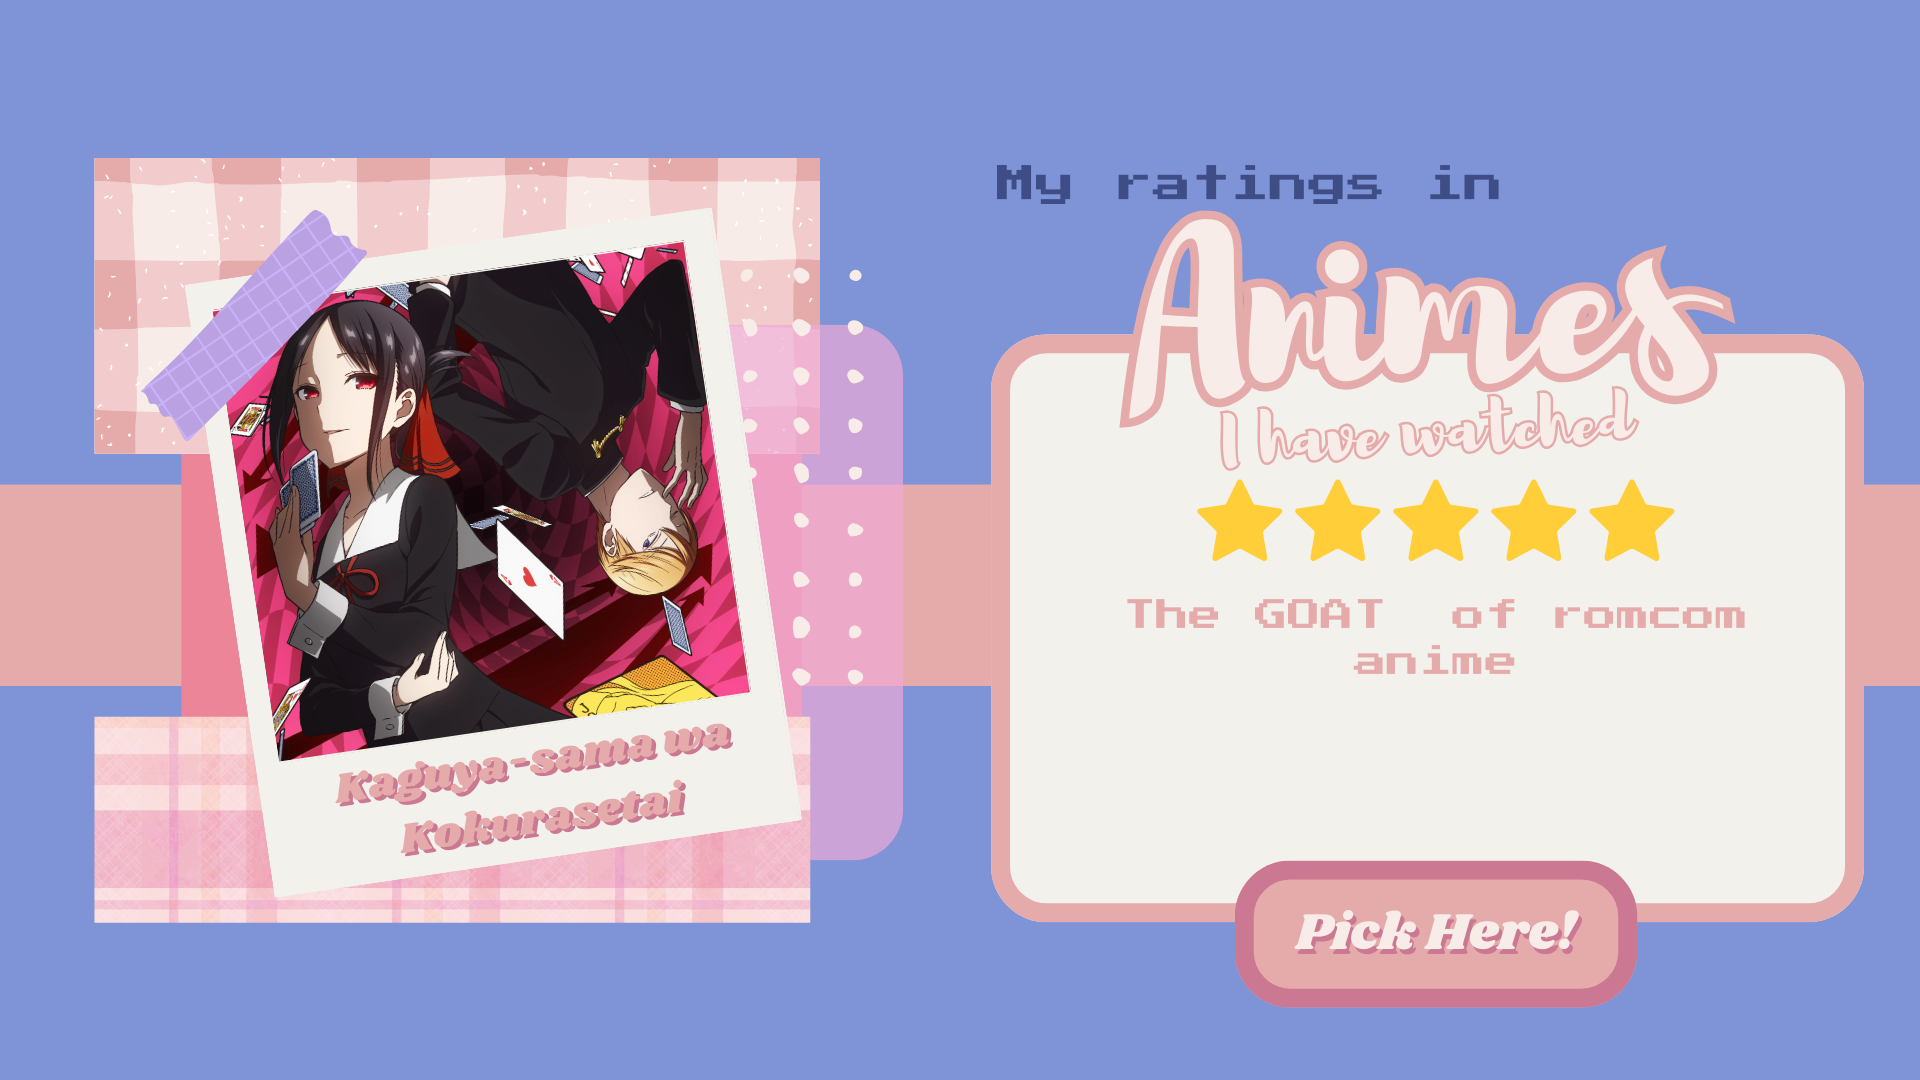 My ratings in
Animes
I have watched
The GOAT of romcom
anime
Pick Here!
Kaguya-sama wa
Kokurasetai